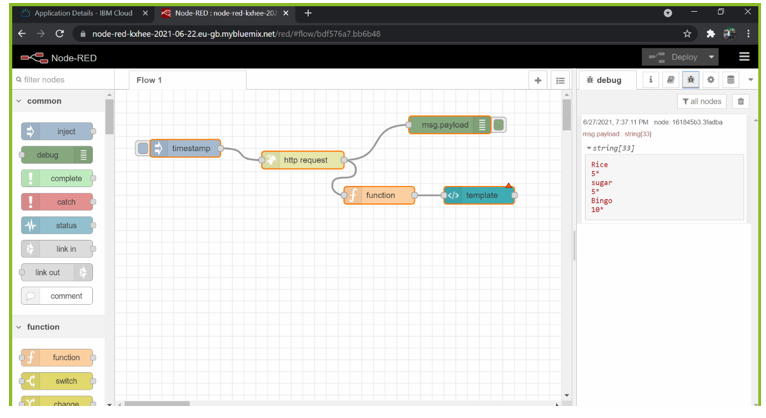 Application Details - IBM Cloud
Node-RED : node-red-kxhee-202
node-red-kxhee-2021-06-22.eu-gb.mybluemix.net/red/#flow/bdf576a7.bb6b48
Node-RED
Deploy
filter nodes
Flow 1
debug
i
common
all nodes
inject
debug
complete
catch
status
link in
link out
comment
function
function
switch
change
timestamp
http request
msg.payload
function
template
6/27/2021, 7:37:11 PM node: 161845b3.3fadba
msg.payload : string[33]
string[33]
Rice
5*
sugar
5*
Bingo
10*